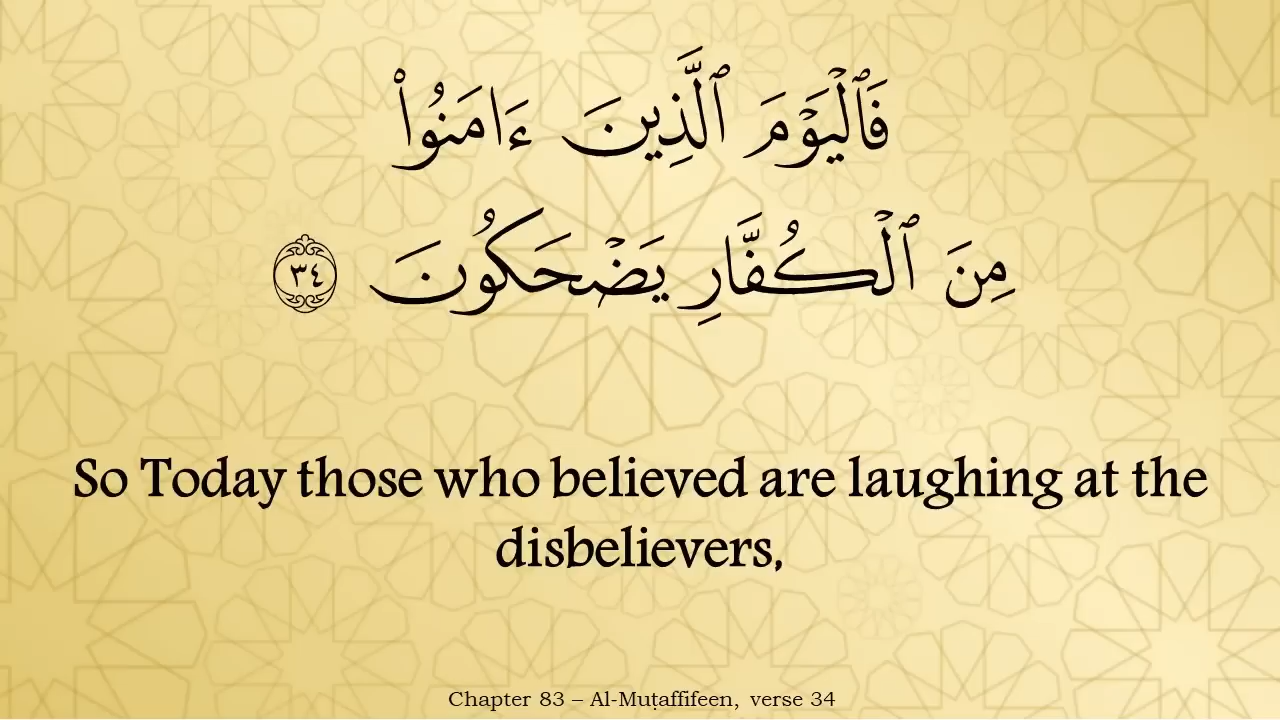 فَٱلْيَوْمَ ٱلَّذِينَ ءَامَنُوا۟
مِنَ ٱلْكُفَّارِ يَضْحَكُونَ ٣٤
So Today those who believed are laughing at the
disbelievers,
Chapter 83 – Al-Muṭaffifeen, verse 34